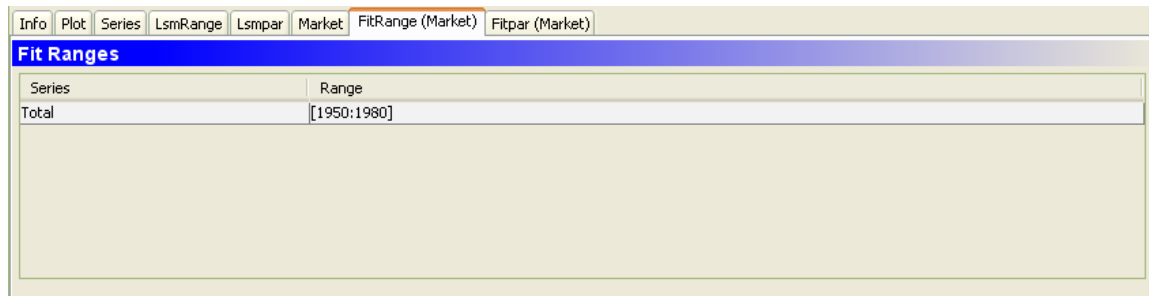 Info Plot Series LsmRange Lsmpar Market FitRange (Market) Fitpar (Market)
Fit Ranges
Series Range
Total [1950:1980]